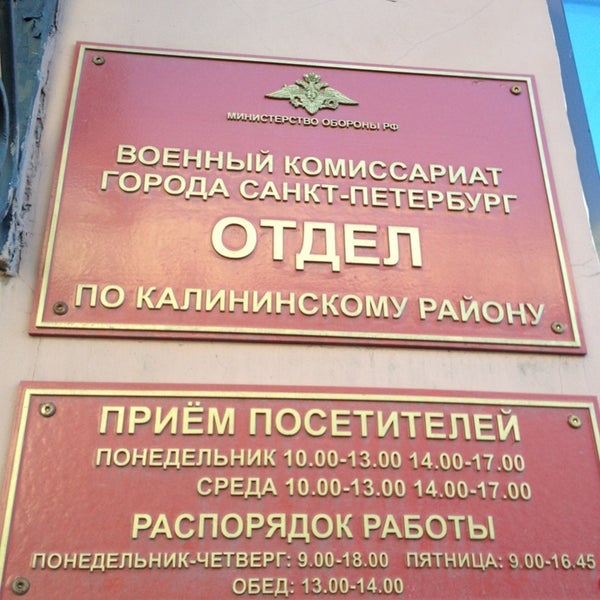 МИНИСТЕРСТВО ОБОРОНЫ РФ
ВОЕННЫЙ КОМИССАРИАТ
ГОРОДА САНКТ-ПЕТЕРБУРГ
ОТДЕЛ
ПО КАЛИНИНСКОМУ РАЙОНУ
ПРИЁМ ПОСЕТИТЕЛЕЙ
ПОНЕДЕЛЬНИК 10.00-13.00 14.00-17.00
СРЕДА 10.00-13.00 14.00-17.00
РАСПОРЯДОК РАБОТЫ
ПОНЕДЕЛЬНИК-ЧЕТВЕРГ: 9.00-18.00 ПЯТНИЦА: 9.00-16.45
ОБЕД: 13.00-14.00